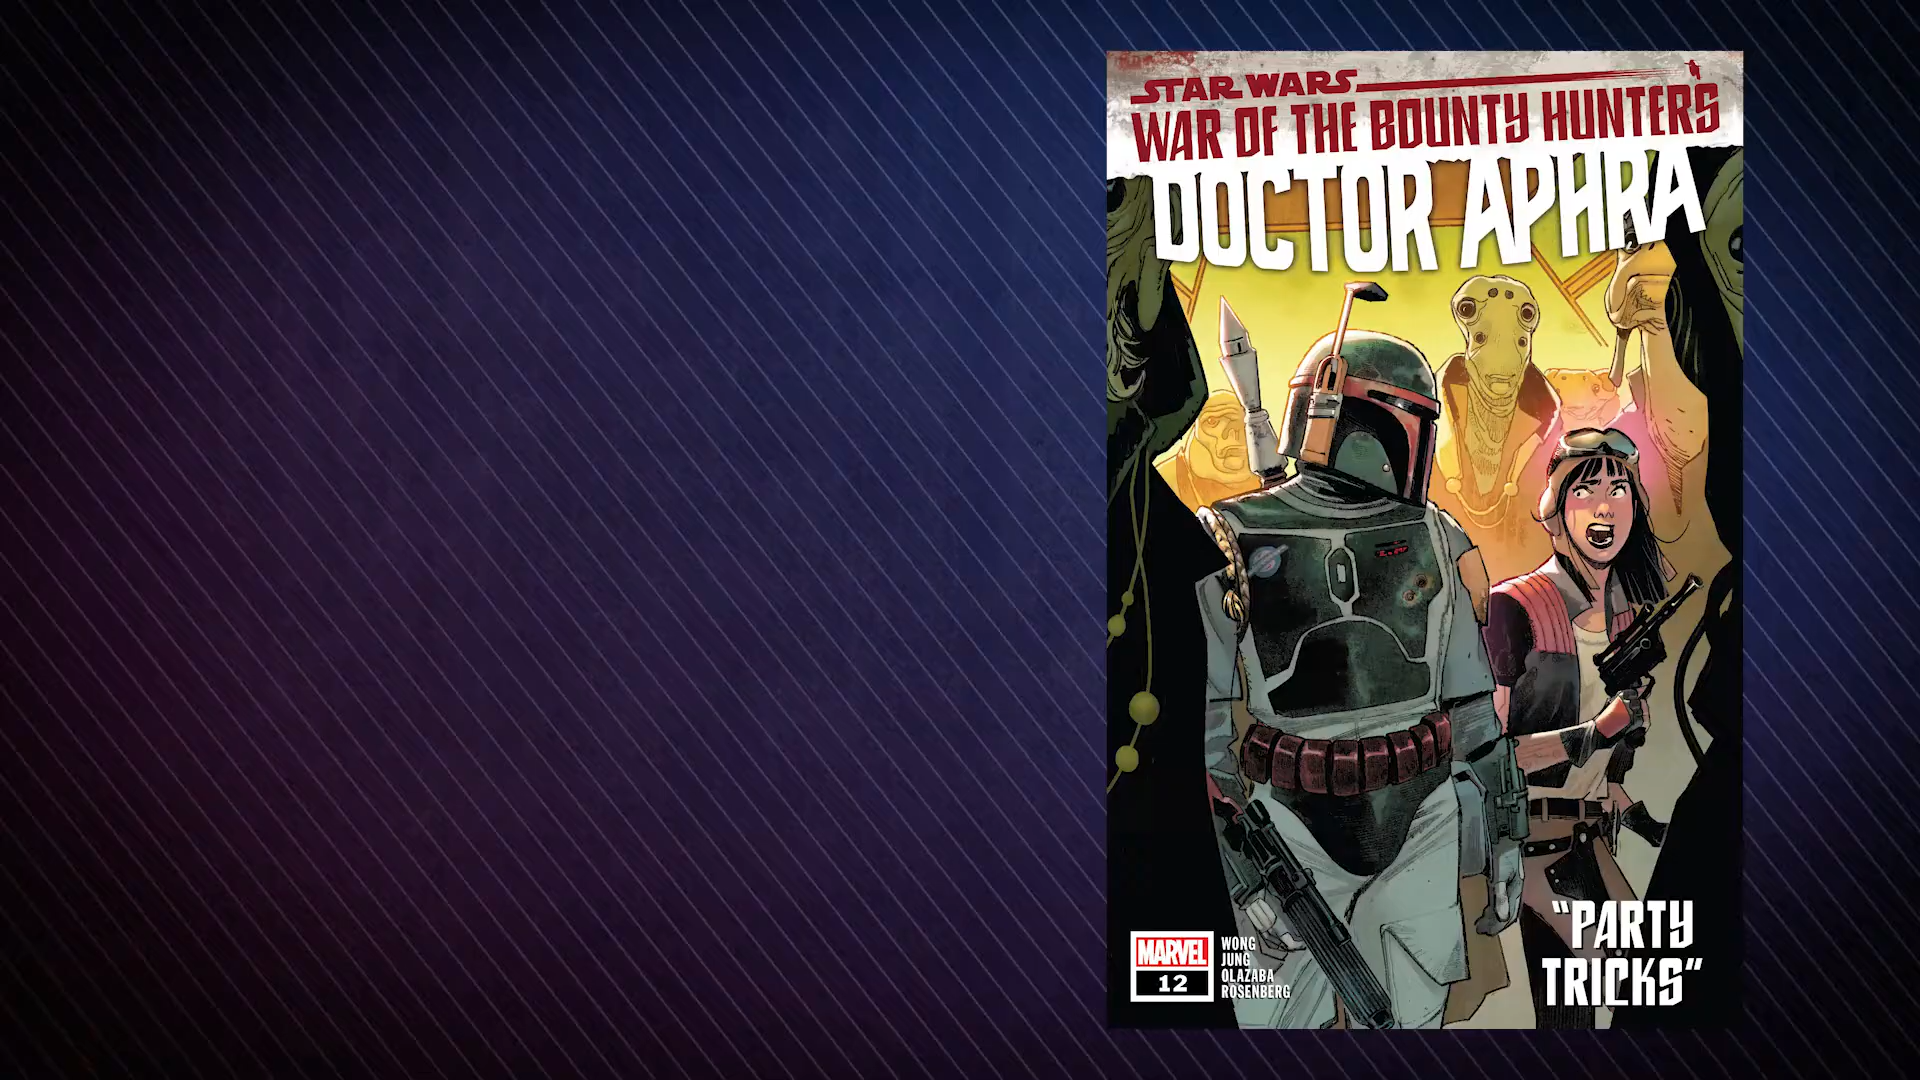 STAR WARS
WAR OF THE BOUNTY HUNTERS
DOCTOR APHRA
"PARTY
TRICKS"
MARVEL
12
WONG
JUNG
OLAZABA
ROSENBERG